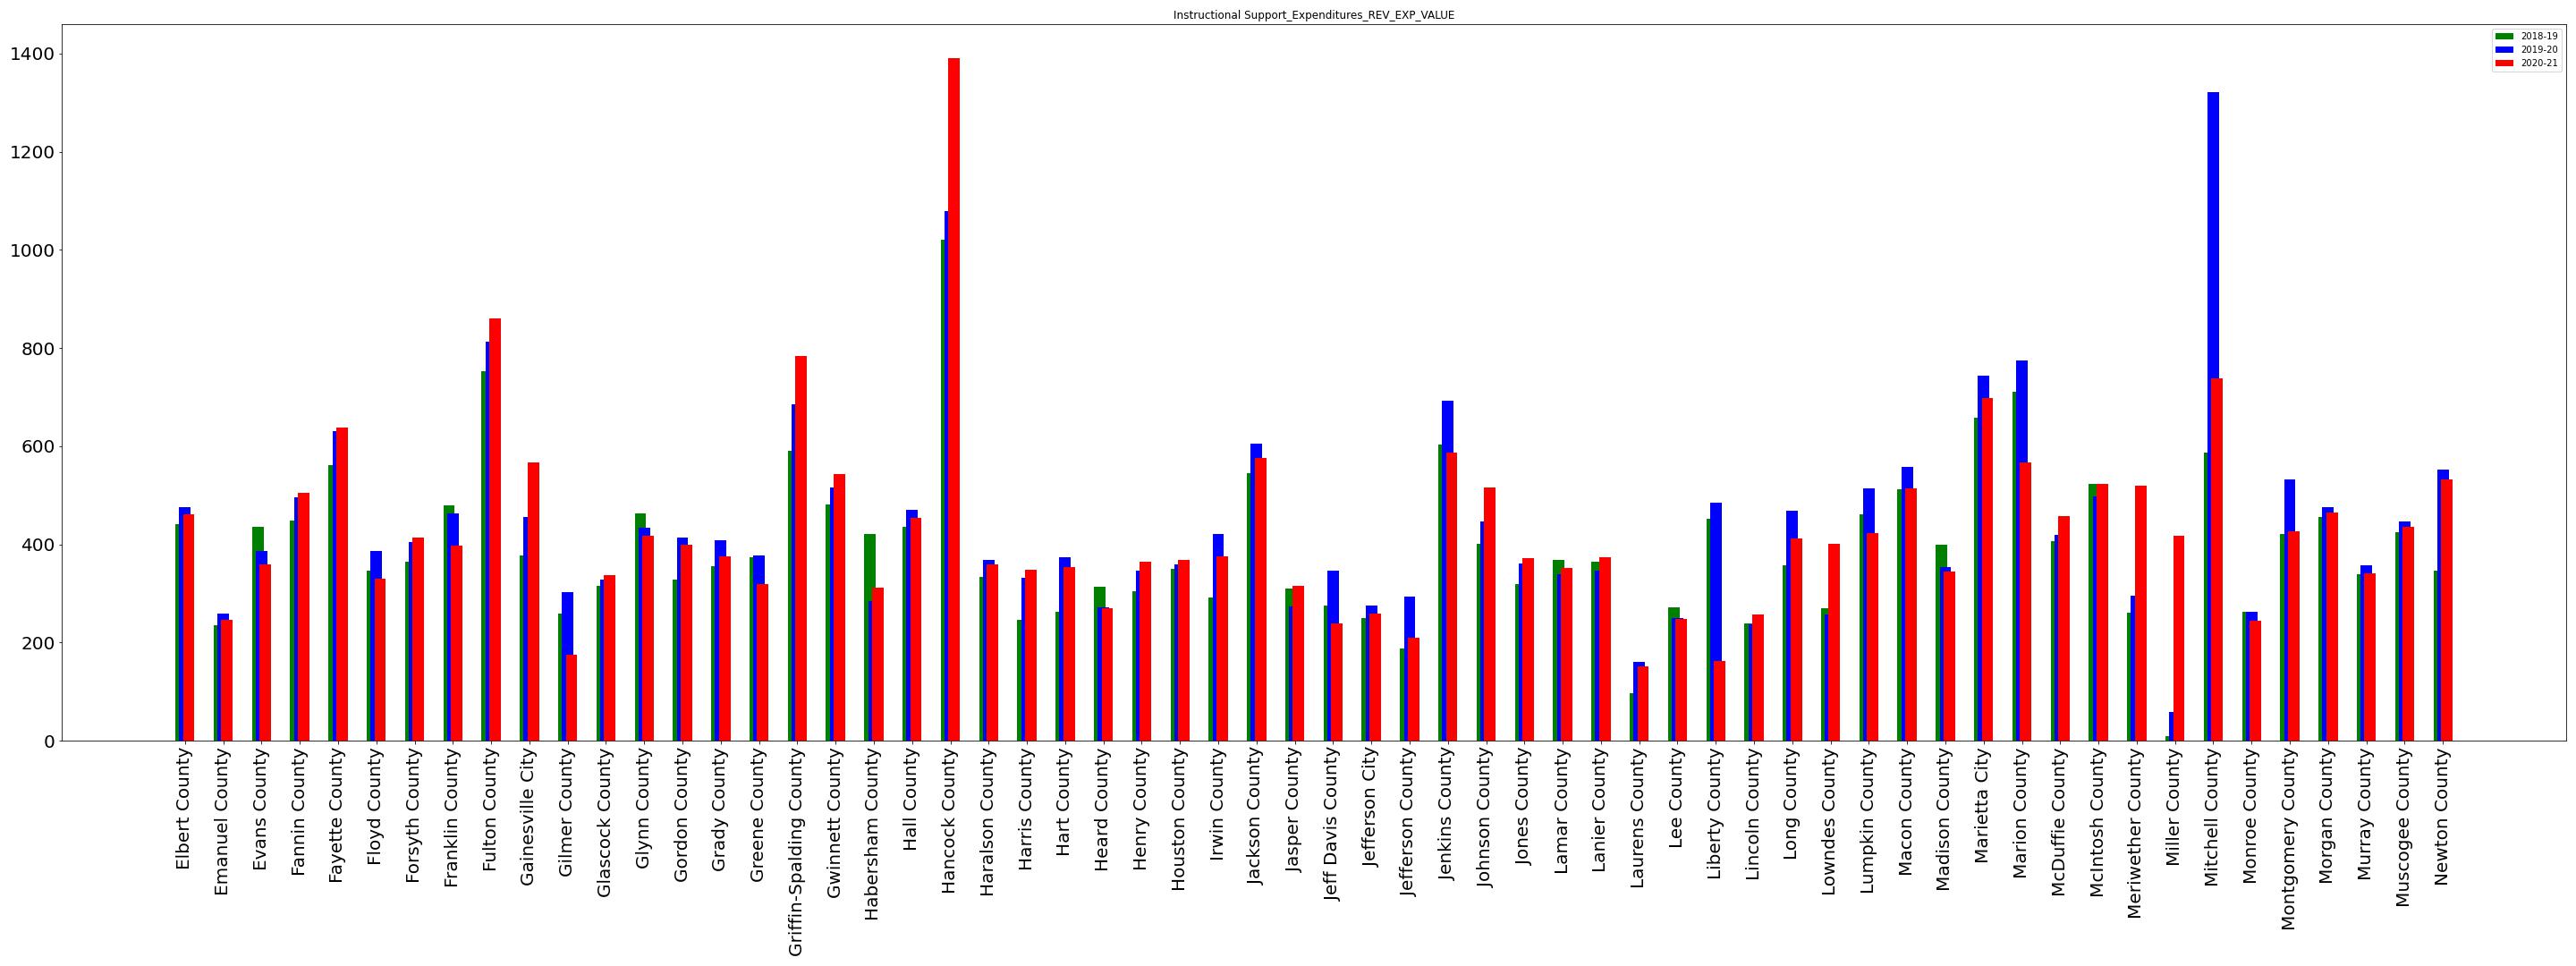 Instructional Support_Expenditures_REV_EXP_VALUE
2018-19
2019-20
2020-21
1400
1200
1000
800
600
400
200
0
Elbert County
Emanuel County
Evans County
Fannin County
Fayette County
Floyd County
Forsyth County
Franklin County
Fulton County
Gainesville City
Gilmer County
Glascock County
Glynn County
Gordon County
Grady County
Greene County
Griffin-Spalding County
Gwinnett County
Habersham County
Hall County
Hancock County
Haralson County
Harris County
Hart County
Heard County
Henry County
Houston County
Irwin County
Jackson County
Jasper County
Jeff Davis County
Jefferson City
Jefferson County
Jenkins County
Johnson County
Jones County
Lamar County
Lanier County
Laurens County
Lee County
Liberty County
Lincoln County
Long County
Lowndes County
Lumpkin County
Macon County
Madison County
Marietta City
Marion County
McDuffie County
McIntosh County
Meriwether County
Miller County
Mitchell County
Monroe County
Montgomery County
Morgan County
Murray County
Muscogee County
Newton County